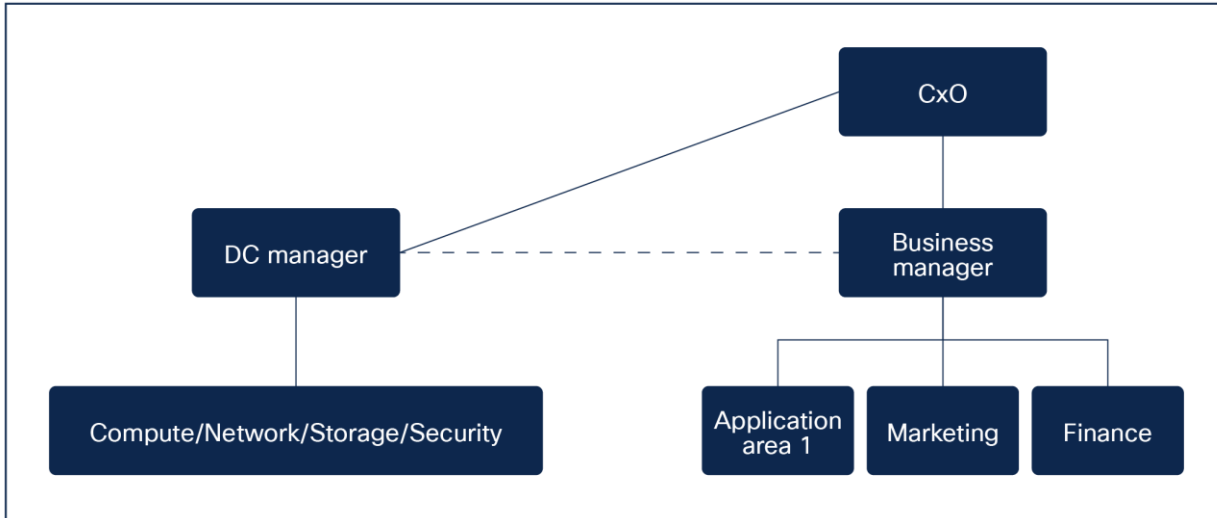 CxO
DC manager
Business
manager
Compute/Network/Storage/Security
Application
area 1
Marketing
Finance